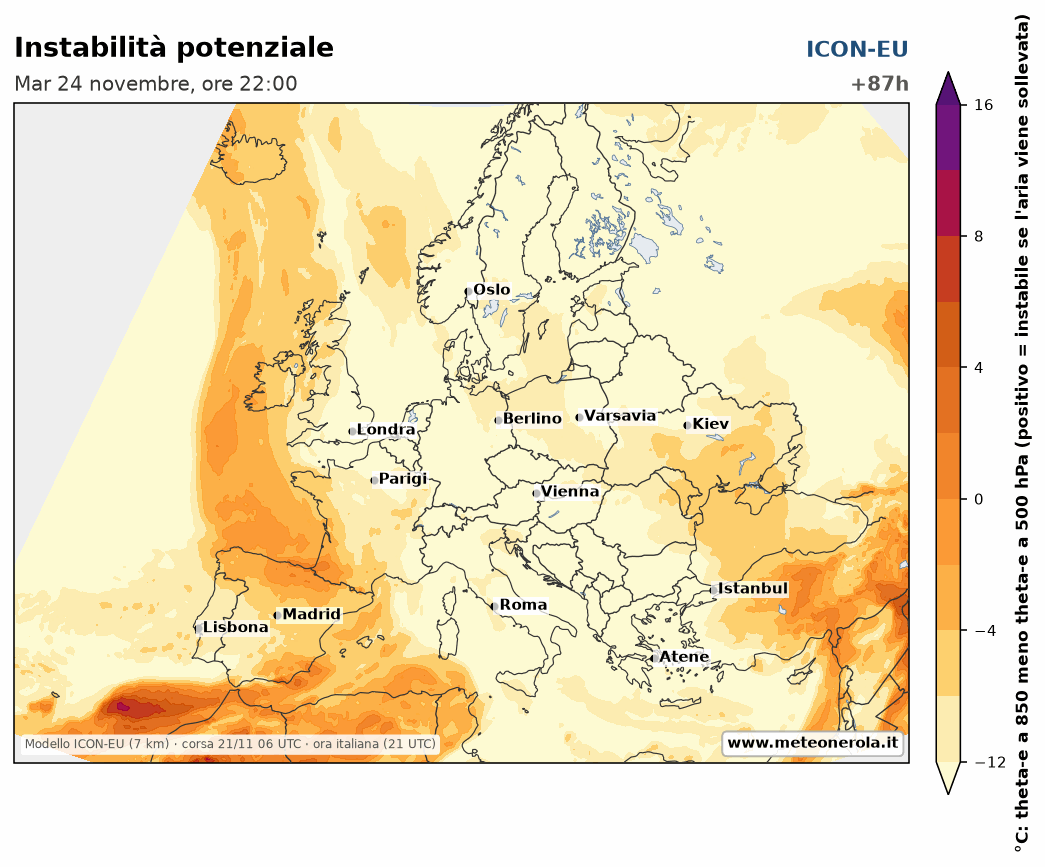 Instabilità potenziale
ICON-EU
Mar 24 novembre, ore 22:00
+87h
Oslo
Berlino
Varsavia
Kiev
Londra
Parigi
Vienna
Istanbul
Roma
Madrid
Lisbona
Atene
Modello ICON-EU (7 km) · corsa 21/11 06 UTC · ora italiana (21 UTC)
www.meteonerola.it
16
8
4
0
−4
−12
°C: theta-e a 850 meno theta-e a 500 hPa (positivo = instabile se l'aria viene sollevata)